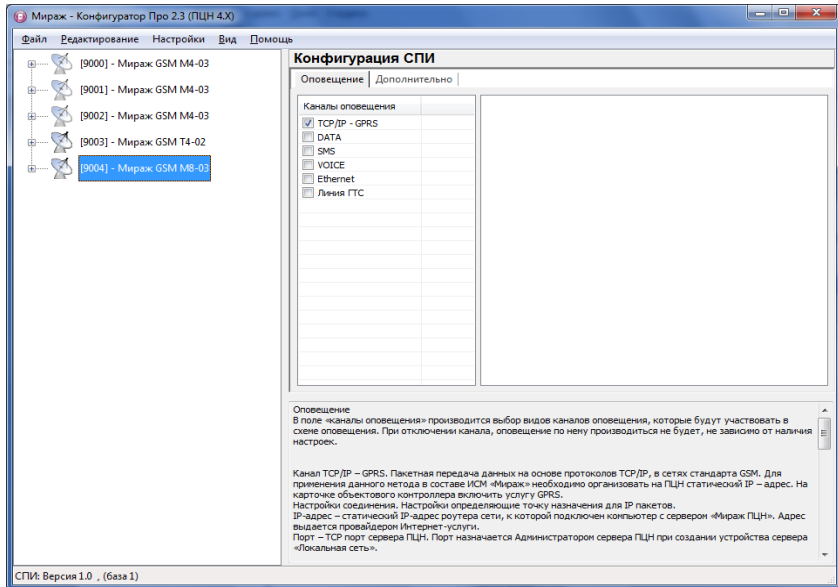 Мираж - Конфигуратор Про 2.3 (ПЦН 4.X)
Файл Редактирование Настройки Вид Помощь
[9000] - Мираж GSM M4-03
[9001] - Мираж GSM M4-03
[9002] - Мираж GSM M4-03
[9003] - Мираж GSM T4-02
[9004] - Мираж GSM M8-03
Конфигурация СПИ
Оповещение Дополнительно
Каналы оповещения
TCP/IP - GPRS
DATA
SMS
VOICE
Ethernet
Линия ГТС
Оповещение
В поле «каналы оповещения» производится выбор видов каналов оповещения, которые будут участвовать в
схеме оповещения. При отключении канала, оповещение по нему производиться не будет, не зависимо от наличия
настроек.
Канал TCP/IP – GPRS. Пакетная передача данных на основе протоколов TCP/IP, в сетях стандарта GSM. Для
применения данного метода в составе ИСМ «Мираж» необходимо организовать на ПЦН статический IP – адрес. На
карточке объектового контроллера включить услугу GPRS.
Настройки соединения. Настройки определяющие точку назначения для IP пакетов.
IP-адрес – статический IP-адрес роутера сети, к которой подключен компьютер с сервером «Мираж ПЦН». Адрес
выдается провайдером Интернет-услуги.
Порт – TCP порт сервера ПЦН. Порт назначается Администратором сервера ПЦН при создании устройства сервера
«Локальная сеть».
СПИ: Версия 1.0 , (база 1)